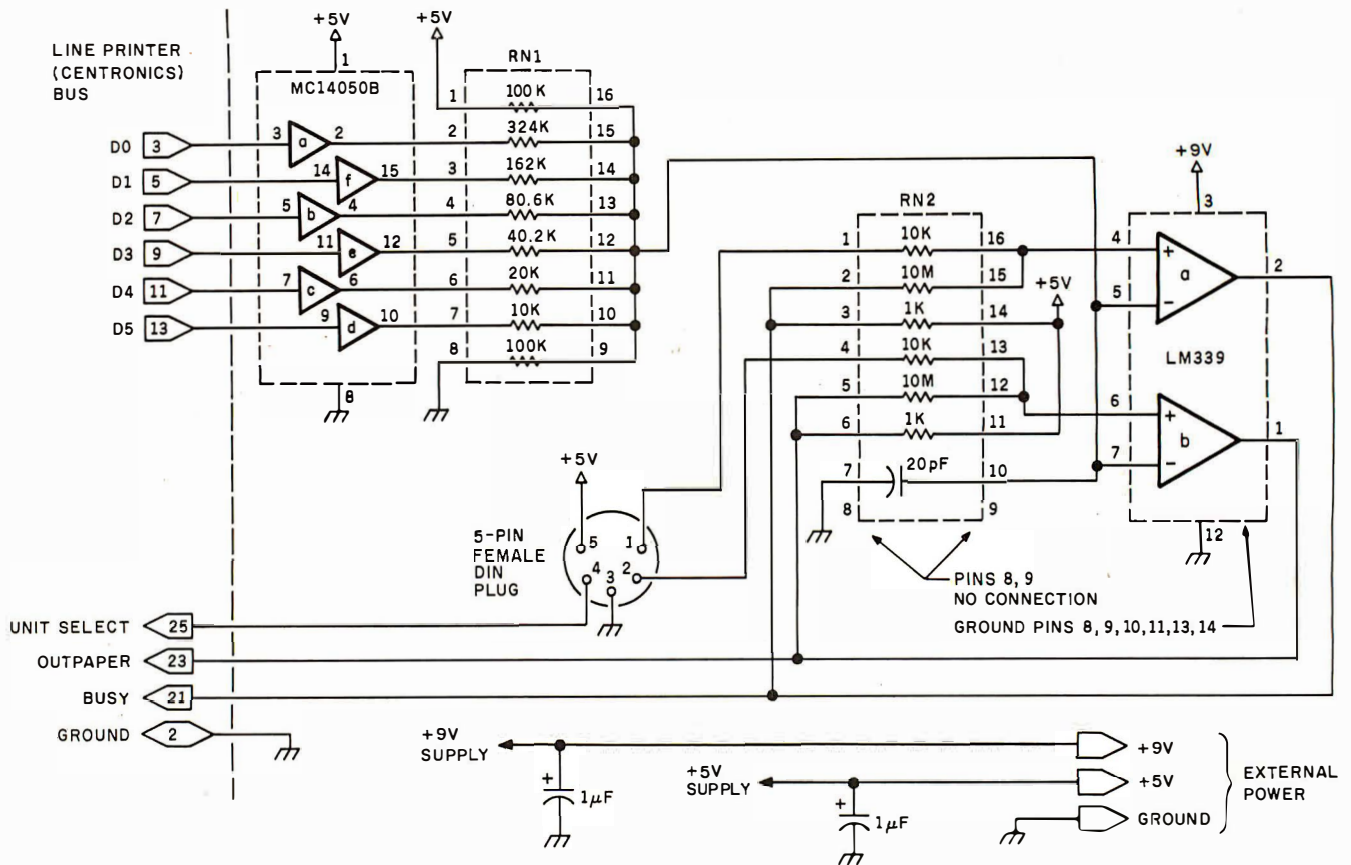 LINE PRINTER
(CENTRONICS)
BUS
D0 3
D1 5
D2 7
D3 9
D4 11
D5 13
+5V
1
MC14050B
3 a 2
14 f 15
5 b 4
11 e 12
7 c 6
9 d 10
8
+5V
RN1
1 100K 16
2 324K 15
3 162K 14
4 80.6K 13
5 40.2K 12
6 20K 11
7 10K 10
8 100K 9
RN2
1 10K 16
2 10M 15
+5V
3 1K 14
4 10K 13
5 10M 12
6 1K 11
7 20pF 10
8 9
+9V
3
4 + a 2
5 −
LM339
6 + b 1
7 −
12
+5V
5-PIN
FEMALE
DIN
PLUG
5 1
4 3 2
PINS 8, 9
NO CONNECTION
GROUND PINS 8, 9, 10, 11, 13, 14
UNIT SELECT 25
OUTPAPER 23
BUSY 21
GROUND 2
+9V
SUPPLY
+ 1µF
+5V
SUPPLY
+ 1µF
+9V
+5V
GROUND
EXTERNAL
POWER